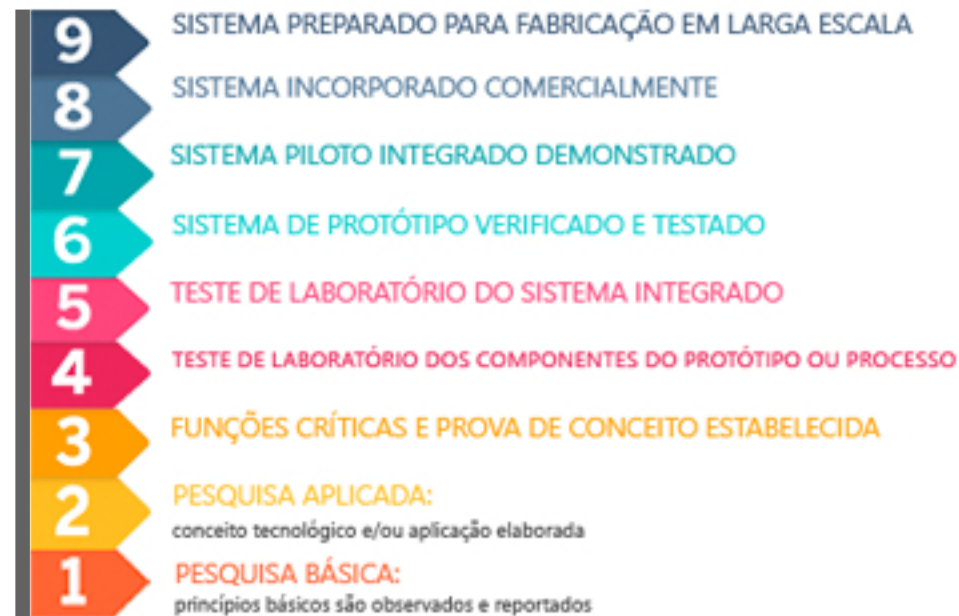 9 SISTEMA PREPARADO PARA FABRICAÇÃO EM LARGA ESCALA
8 SISTEMA INCORPORADO COMERCIALMENTE
7 SISTEMA PILOTO INTEGRADO DEMONSTRADO
6 SISTEMA DE PROTÓTIPO VERIFICADO E TESTADO
5 TESTE DE LABORATÓRIO DO SISTEMA INTEGRADO
4 TESTE DE LABORATÓRIO DOS COMPONENTES DO PROTÓTIPO OU PROCESSO
3 FUNÇÕES CRÍTICAS E PROVA DE CONCEITO ESTABELECIDA
2 PESQUISA APLICADA:
conceito tecnológico e/ou aplicação elaborada
1 PESQUISA BÁSICA:
princípios básicos são observados e reportados